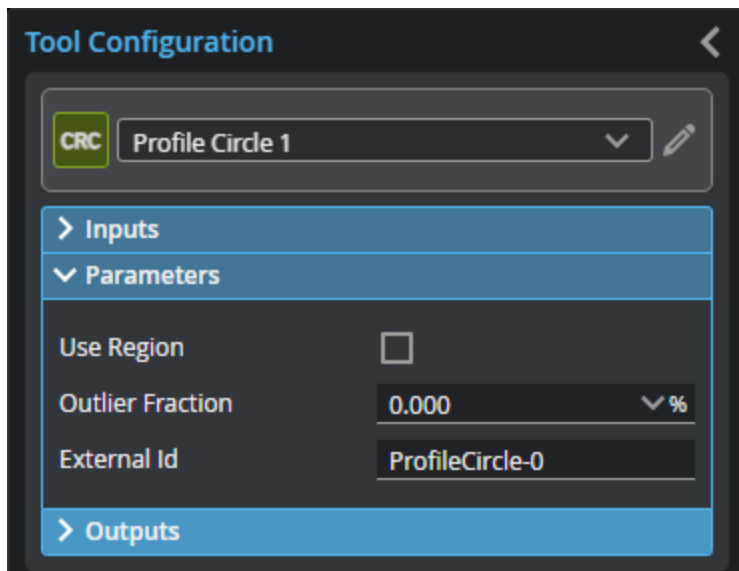 Tool Configuration
CRC Profile Circle 1
Inputs
Parameters
Use Region
Outlier Fraction 0.000 %
External Id ProfileCircle-0
Outputs